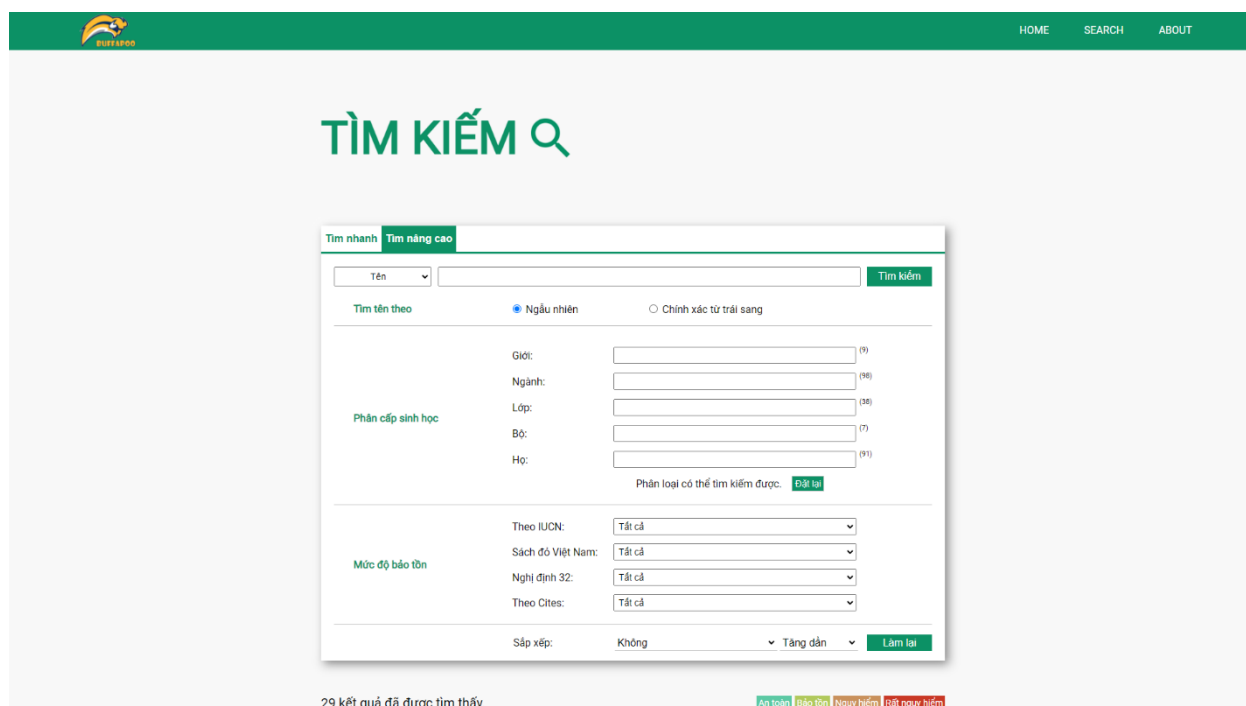 BUFFAPOO
HOME SEARCH ABOUT
TÌM KIẾM
Tìm nhanh Tìm nâng cao
Tên Tìm kiếm
Tìm tên theo Ngẫu nhiên Chính xác từ trái sang
Giới: (9)
Ngành: (98)
Lớp: (38)
Phân cấp sinh học
Bộ: (7)
Họ: (91)
Phân loại có thể tìm kiếm được. Đặt lại
Theo IUCN: Tất cả
Sách đỏ Việt Nam: Tất cả
Mức độ bảo tồn
Nghị định 32: Tất cả
Theo Cites: Tất cả
Sắp xếp: Không Tăng dần Làm lại
29 kết quả đã được tìm thấy An toàn Bảo tồn Nguy hiểm Rất nguy hiểm